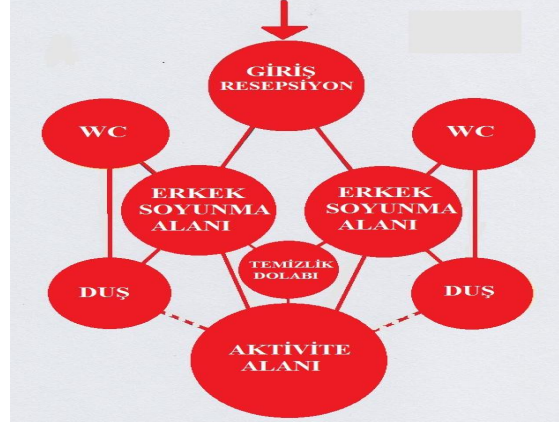 GİRİŞ
RESEPSİYON
WC
WC
ERKEK
SOYUNMA
ALANI
ERKEK
SOYUNMA
ALANI
TEMİZLİK
DOLABI
DUŞ
DUŞ
AKTİVİTE
ALANI